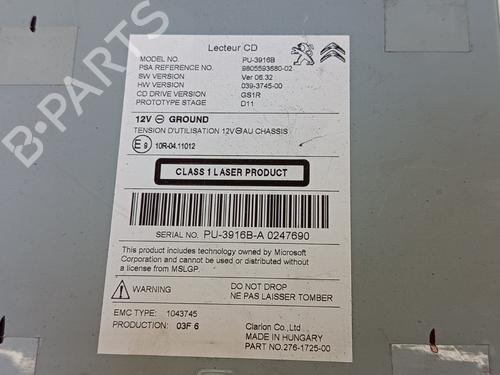 Lecteur CD
MODEL NO. PU-3916B
PSA REFERENCE NO. 9805593680-02
SW VERSION Ver 06.32
HW VERSION 039-3745-00
CD DRIVE VERSION GS1R
PROTOTYPE STAGE D11
12V ⊖ GROUND
TENSION D'UTILISATION 12V ⊖ AU CHASSIS
E9 10R-04.11012
CLASS 1 LASER PRODUCT
SERIAL NO. PU-3916B-A 0247690
This product includes technology owned by Microsoft
Corporation and cannot be used or distributed without
a license from MSLGP.
WARNING DO NOT DROP
NE PAS LAISSER TOMBER
EMC TYPE: 1043745
PRODUCTION: 03F 6 Clarion Co.,Ltd
MADE IN HUNGARY
PART NO.276-1725-00
B-PARTS